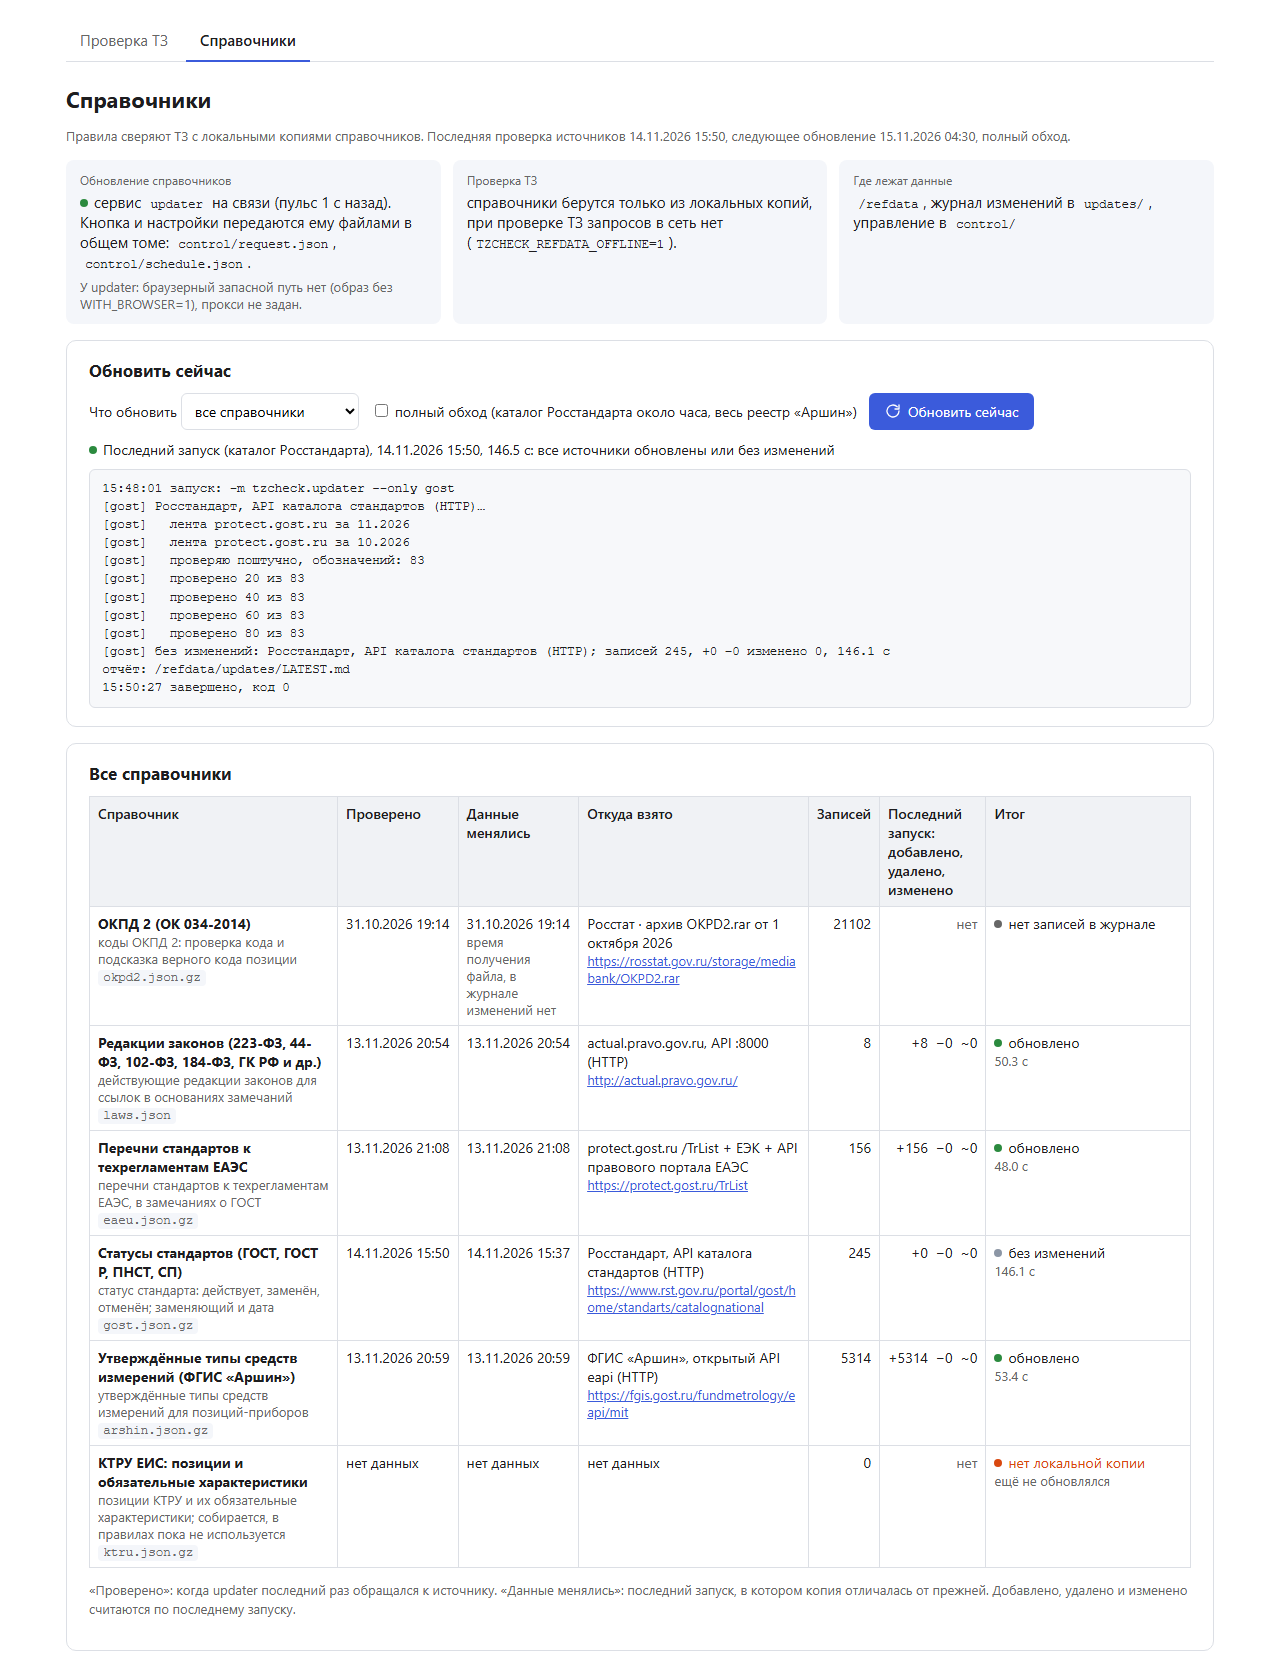 Проверка ТЗ
Справочники
Справочники
Правила сверяют ТЗ с локальными копиями справочников. Последняя проверка источников 14.11.2026 15:50, следующее обновление 15.11.2026 04:30, полный обход.
Обновление справочников
сервис updater на связи (пульс 1 с назад).
Кнопка и настройки передаются ему файлами в
общем томе: control/request.json ,
control/schedule.json .
У updater: браузерный запасной путь нет (образ без
WITH_BROWSER=1), прокси не задан.
Проверка ТЗ
справочники берутся только из локальных копий,
при проверке ТЗ запросов в сеть нет
( TZCHECK_REFDATA_OFFLINE=1 ).
Где лежат данные
/refdata , журнал изменений в updates/ ,
управление в control/
Обновить сейчас
Что обновить все справочники полный обход (каталог Росстандарта около часа, весь реестр «Аршин») Обновить сейчас
Последний запуск (каталог Росстандарта), 14.11.2026 15:50, 146.5 с: все источники обновлены или без изменений
15:48:01 запуск: -m tzcheck.updater --only gost
[gost] Росстандарт, API каталога стандартов (HTTP)…
[gost] лента protect.gost.ru за 11.2026
[gost] лента protect.gost.ru за 10.2026
[gost] проверяю поштучно, обозначений: 83
[gost] проверено 20 из 83
[gost] проверено 40 из 83
[gost] проверено 60 из 83
[gost] проверено 80 из 83
[gost] без изменений: Росстандарт, API каталога стандартов (HTTP); записей 245, +0 −0 изменено 0, 146.1 с
отчёт: /refdata/updates/LATEST.md
15:50:27 завершено, код 0
Все справочники
Справочник
Проверено
Данные
менялись
Откуда взято
Записей
Последний
запуск:
добавлено,
удалено,
изменено
Итог
ОКПД 2 (ОК 034-2014)
коды ОКПД 2: проверка кода и
подсказка верного кода позиции
okpd2.json.gz
31.10.2026 19:14
31.10.2026 19:14
время
получения
файла, в
журнале
изменений нет
Росстат · архив OKPD2.rar от 1
октября 2026
https://rosstat.gov.ru/storage/media
bank/OKPD2.rar
21102
нет
нет записей в журнале
Редакции законов (223-ФЗ, 44-
ФЗ, 102-ФЗ, 184-ФЗ, ГК РФ и др.)
действующие редакции законов для
ссылок в основаниях замечаний
laws.json
13.11.2026 20:54
13.11.2026 20:54
actual.pravo.gov.ru, API :8000
(HTTP)
http://actual.pravo.gov.ru/
8
+8 −0 ~0
обновлено
50.3 с
Перечни стандартов к
техрегламентам ЕАЭС
перечни стандартов к техрегламентам
ЕАЭС, в замечаниях о ГОСТ
eaeu.json.gz
13.11.2026 21:08
13.11.2026 21:08
protect.gost.ru /TrList + ЕЭК + API
правового портала ЕАЭС
https://protect.gost.ru/TrList
156
+156 −0 ~0
обновлено
48.0 с
Статусы стандартов (ГОСТ, ГОСТ
Р, ПНСТ, СП)
статус стандарта: действует, заменён,
отменён; заменяющий и дата
gost.json.gz
14.11.2026 15:50
14.11.2026 15:37
Росстандарт, API каталога
стандартов (HTTP)
https://www.rst.gov.ru/portal/gost/h
ome/standarts/catalognational
245
+0 −0 ~0
без изменений
146.1 с
Утверждённые типы средств
измерений (ФГИС «Аршин»)
утверждённые типы средств
измерений для позиций-приборов
arshin.json.gz
13.11.2026 20:59
13.11.2026 20:59
ФГИС «Аршин», открытый API
eapi (HTTP)
https://fgis.gost.ru/fundmetrology/e
api/mit
5314
+5314 −0 ~0
обновлено
53.4 с
КТРУ ЕИС: позиции и
обязательные характеристики
позиции КТРУ и их обязательные
характеристики; собирается, в
правилах пока не используется
ktru.json.gz
нет данных
нет данных
нет данных
0
нет
нет локальной копии
ещё не обновлялся
«Проверено»: когда updater последний раз обращался к источнику. «Данные менялись»: последний запуск, в котором копия отличалась от прежней. Добавлено, удалено и изменено
считаются по последнему запуску.